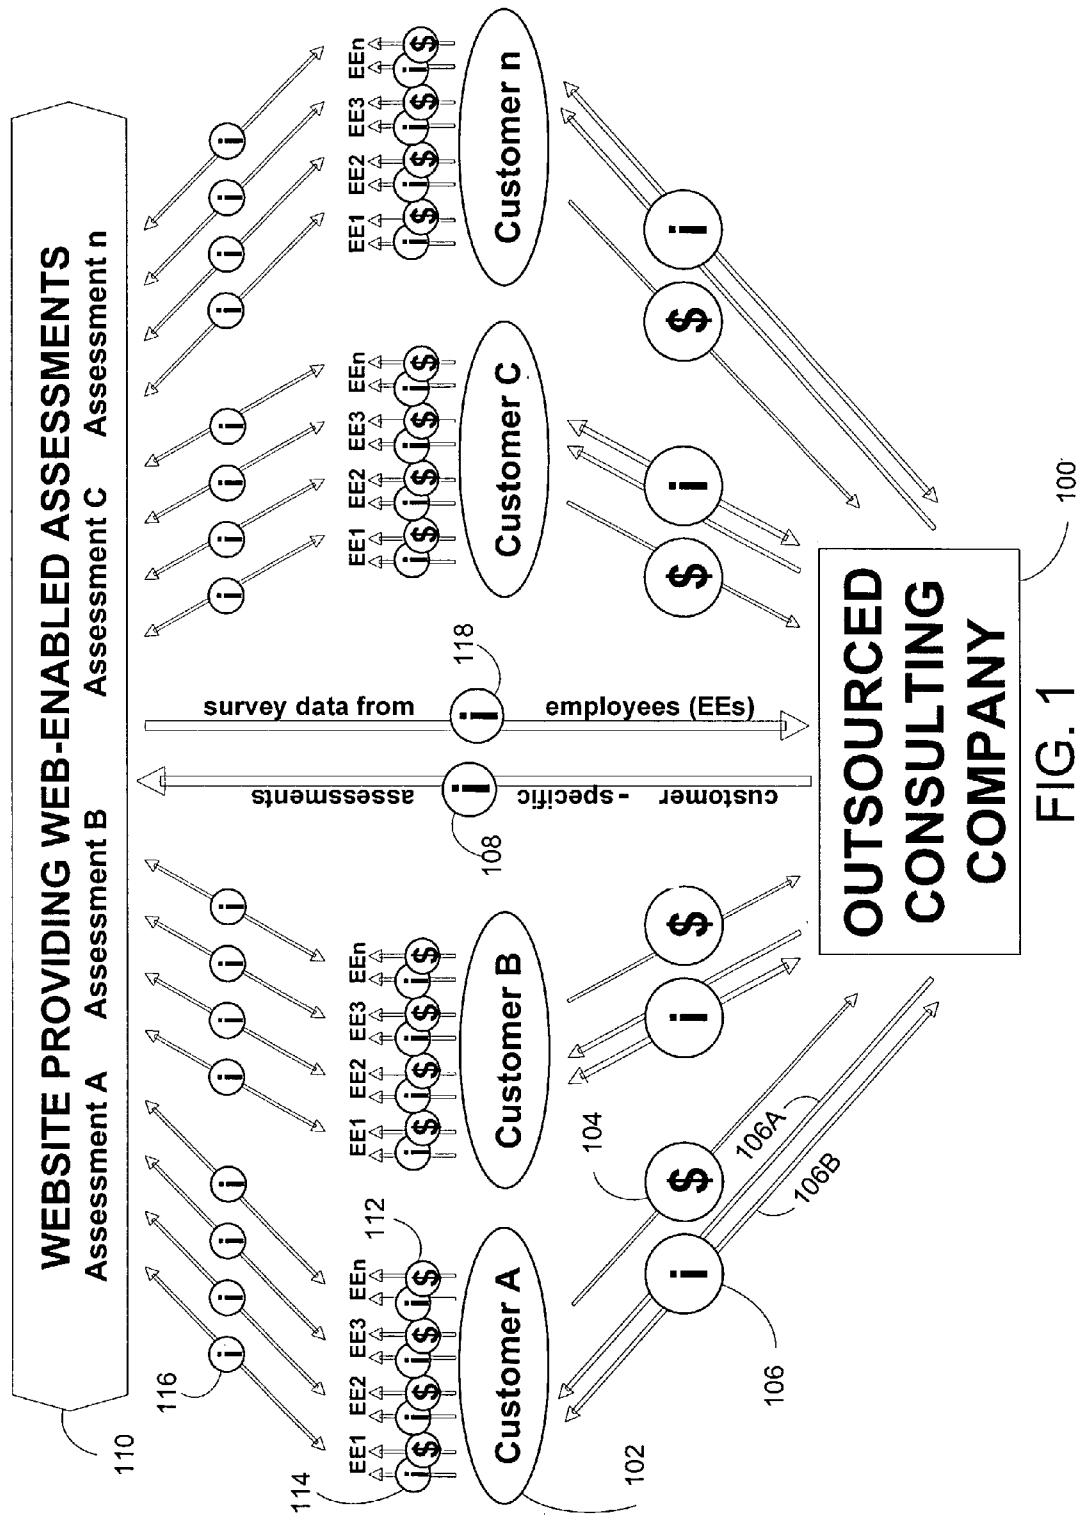 WEBSITE PROVIDING WEB-ENABLED ASSESSMENTS
Assessment A Assessment B Assessment C Assessment n
110
116
i i i i i i i i i i i i i i i i
survey data from
employees (EEs)
118
i
customer - specific assessments
108
i
EE1 EE2 EE3 EEn EE1 EE2 EE3 EEn EE1 EE2 EE3 EEn EE1 EE2 EE3 EEn
114
112
i $ i $ i $ i $ i $ i $ i $ i $ i $ i $ i $ i $ i $ i $ i $ i $
Customer A Customer B Customer C Customer n
102
104
i $ i $ $ i $ i
106
106A
106B
OUTSOURCED
CONSULTING
COMPANY
100
FIG. 1